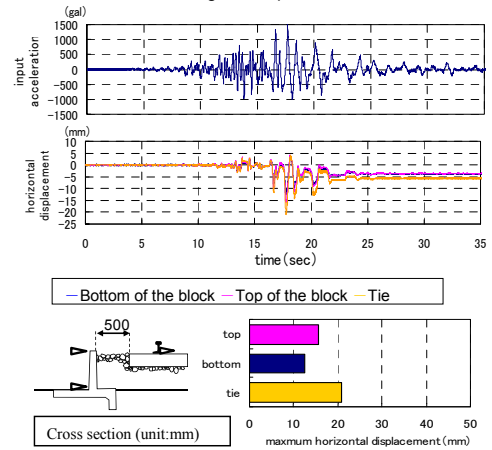 (gal)
1500
1000
500
0
-500
-1000
-1500
input
acceleration
(mm)
10
5
0
-5
-10
-15
-20
-25
horizontal
displacement
0 5 10 15 20 25 30 35
time(sec)
—Bottom of the block —Top of the block —Tie
500
Cross section (unit:mm)
top
bottom
tie
0 10 20 30 40 50
maxmum horizontal displacement(mm)